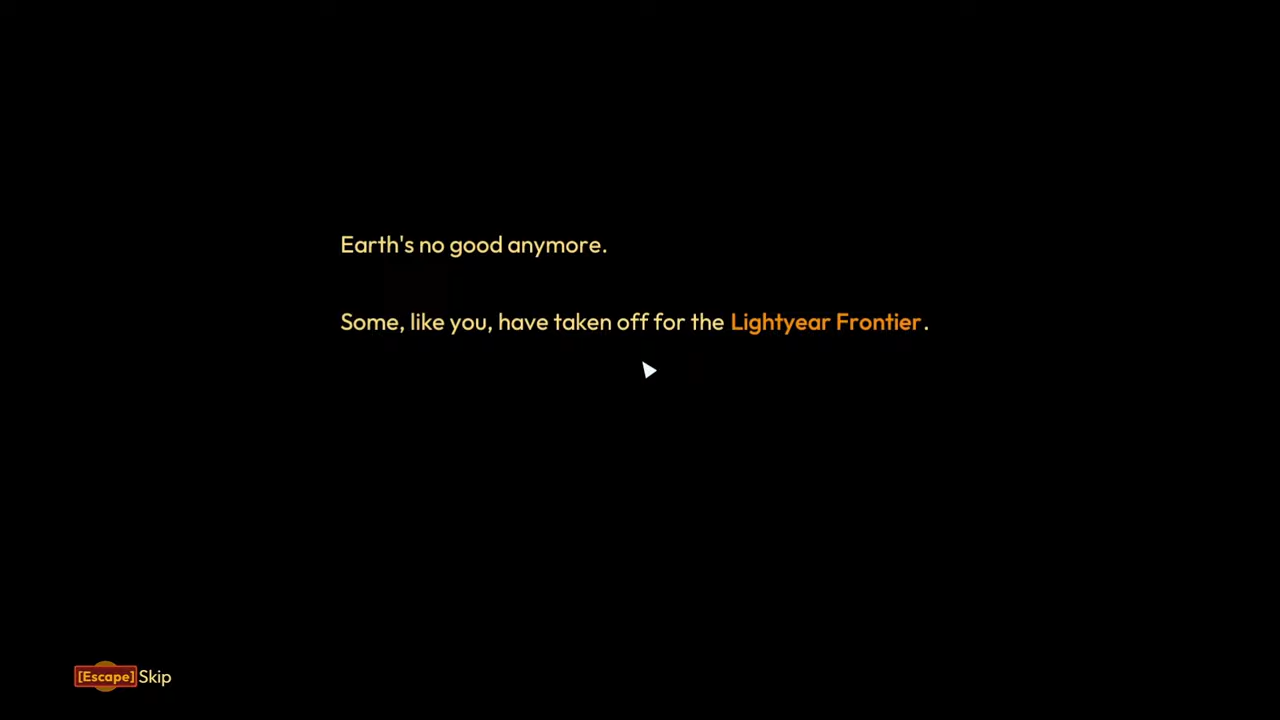 Earth's no good anymore.
Some, like you, have taken off for the Lightyear Frontier.
[Escape] Skip